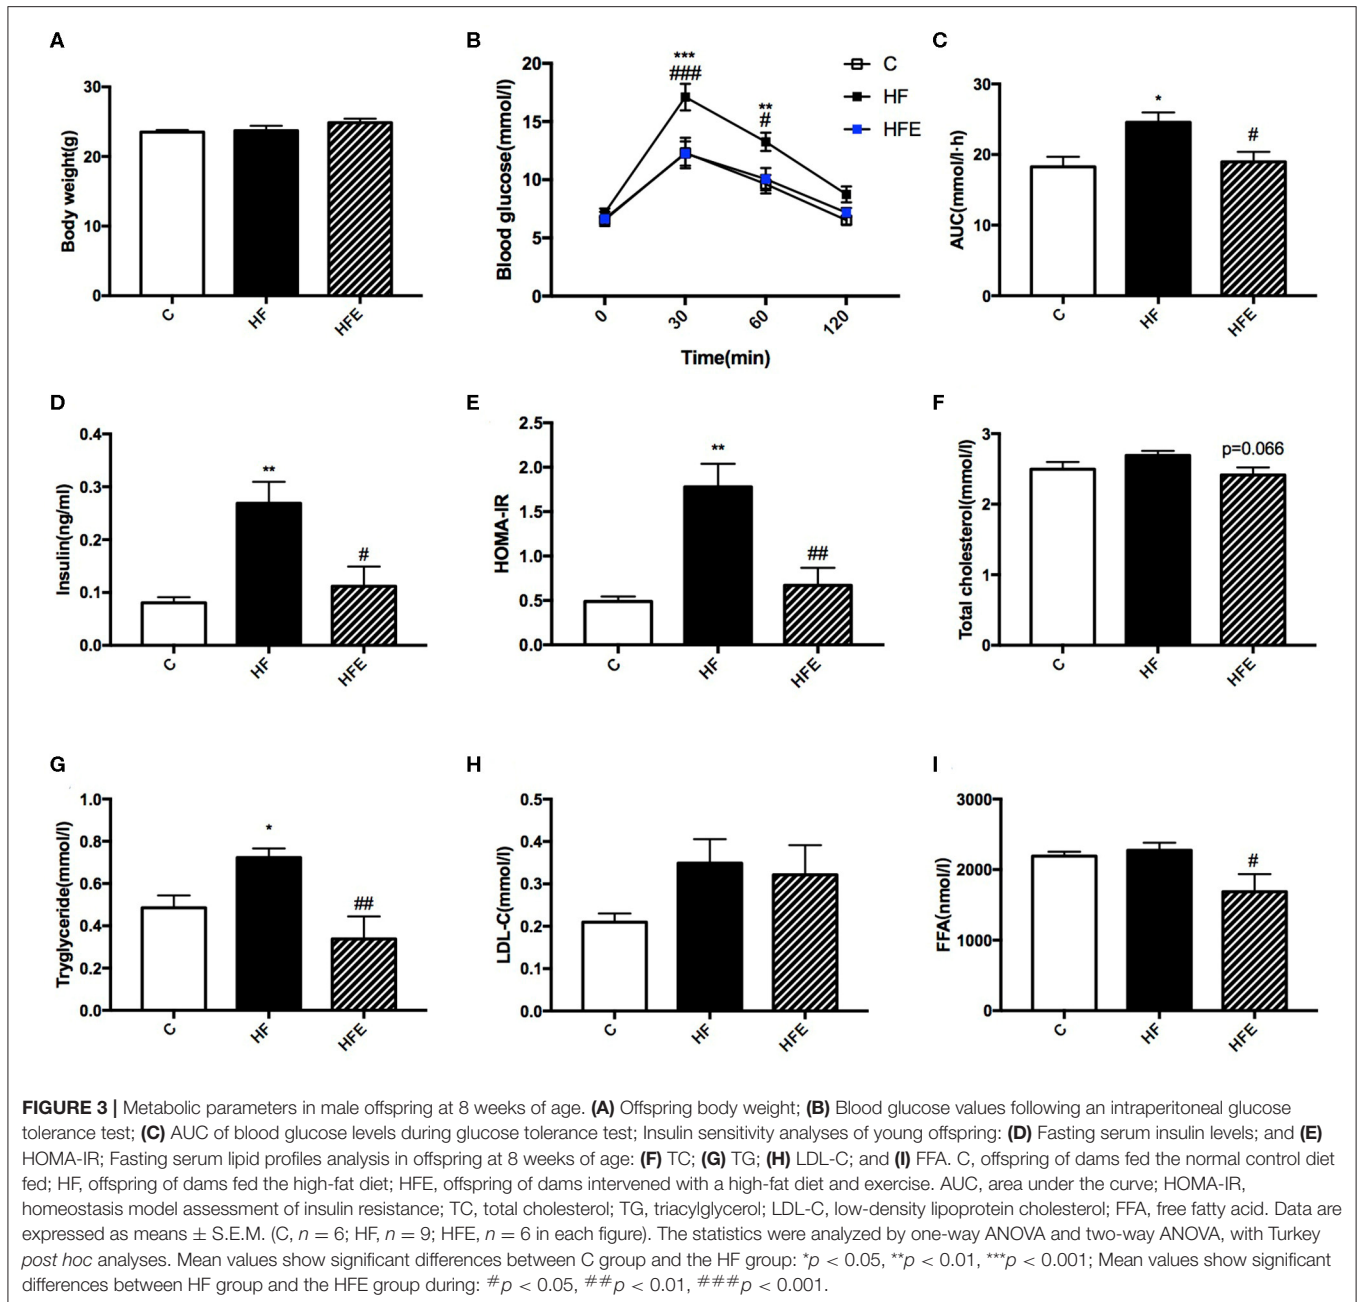 A
Body weight(g)
30
20
10
0
C
HF
HFE
B
Blood glucose(mmol/l)
20
15
10
5
0
***
###
**
#
C
HF
HFE
0
30
60
120
Time(min)
C
AUC(mmol/l·h)
30
20
10
0
*
#
C
HF
HFE
D
Insulin(ng/ml)
0.4
0.3
0.2
0.1
0.0
**
#
C
HF
HFE
E
HOMA-IR
2.5
2.0
1.5
1.0
0.5
0.0
**
##
C
HF
HFE
F
Total cholesterol(mmol/l)
3
2
1
0
p=0.066
C
HF
HFE
G
Tryglyceride(mmol/l)
1.0
0.8
0.6
0.4
0.2
0.0
*
##
C
HF
HFE
H
LDL-C(mmol/l)
0.5
0.4
0.3
0.2
0.1
0.0
C
HF
HFE
I
FFA(nmol/l)
3000
2000
1000
0
#
C
HF
HFE
FIGURE 3 | Metabolic parameters in male offspring at 8 weeks of age. (A) Offspring body weight; (B) Blood glucose values following an intraperitoneal glucose
tolerance test; (C) AUC of blood glucose levels during glucose tolerance test; Insulin sensitivity analyses of young offspring: (D) Fasting serum insulin levels; and (E)
HOMA-IR; Fasting serum lipid profiles analysis in offspring at 8 weeks of age: (F) TC; (G) TG; (H) LDL-C; and (I) FFA. C, offspring of dams fed the normal control diet
fed; HF, offspring of dams fed the high-fat diet; HFE, offspring of dams intervened with a high-fat diet and exercise. AUC, area under the curve; HOMA-IR,
homeostasis model assessment of insulin resistance; TC, total cholesterol; TG, triacylglycerol; LDL-C, low-density lipoprotein cholesterol; FFA, free fatty acid. Data are
expressed as means ± S.E.M. (C, n = 6; HF, n = 9; HFE, n = 6 in each figure). The statistics were analyzed by one-way ANOVA and two-way ANOVA, with Turkey
post hoc analyses. Mean values show significant differences between C group and the HF group: *p < 0.05, **p < 0.01, ***p < 0.001; Mean values show significant
differences between HF group and the HFE group during: #p < 0.05, ##p < 0.01, ###p < 0.001.